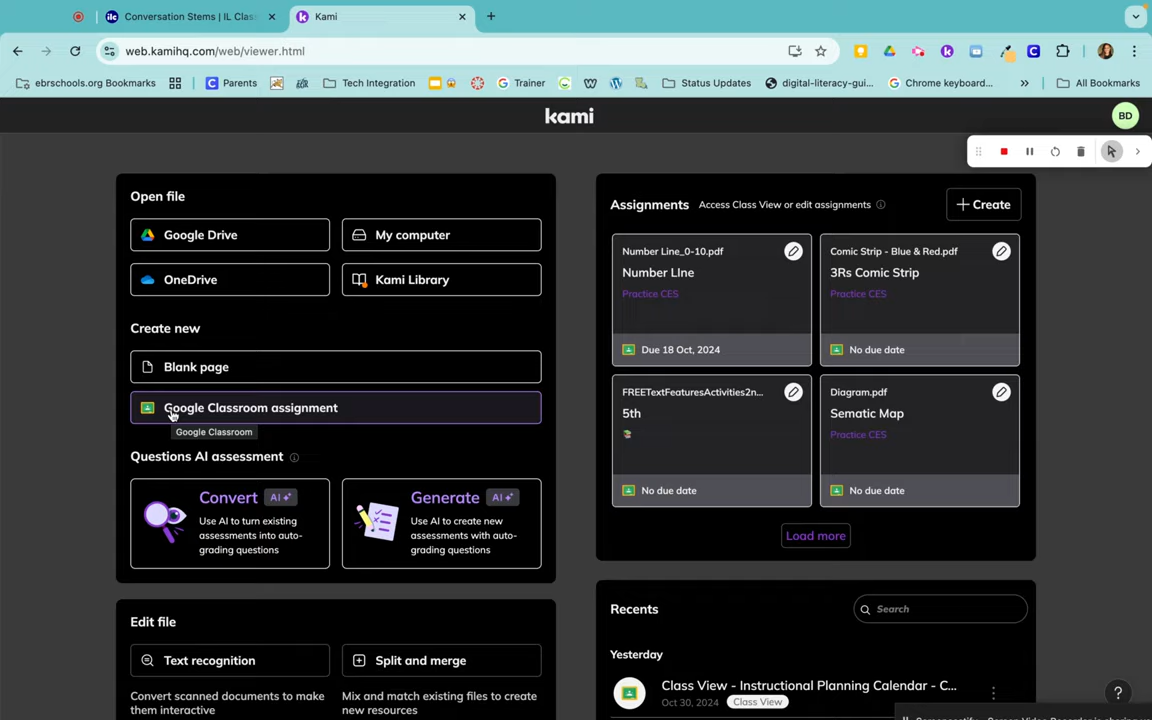 Conversation Stems | IL Clas
Kami
web.kamihq.com/web/viewer.html
ebrschools.org Bookmarks
Parents
Tech Integration
Trainer
Status Updates
digital-literacy-gui...
Chrome keyboard...
All Bookmarks
kami
BD
Open file
Google Drive
My computer
OneDrive
Kami Library
Create new
Blank page
Google Classroom assignment
Google Classroom
Questions AI assessment
Convert AI
Use AI to turn existing
assessments into auto-
grading questions
Generate AI
Use AI to create new
assessments with auto-
grading questions
Edit file
Text recognition
Convert scanned documents to make
them interactive
Split and merge
Mix and match existing files to create
new resources
Assignments Access Class View or edit assignments
+ Create
Number Line_0-10.pdf
Number LIne
Practice CES
Due 18 Oct, 2024
Comic Strip - Blue & Red.pdf
3Rs Comic Strip
Practice CES
No due date
FREETextFeaturesActivities2n...
5th
No due date
Diagram.pdf
Sematic Map
Practice CES
No due date
Load more
Recents
Search
Yesterday
Class View - Instructional Planning Calendar - C...
Oct 30, 2024 Class View
?